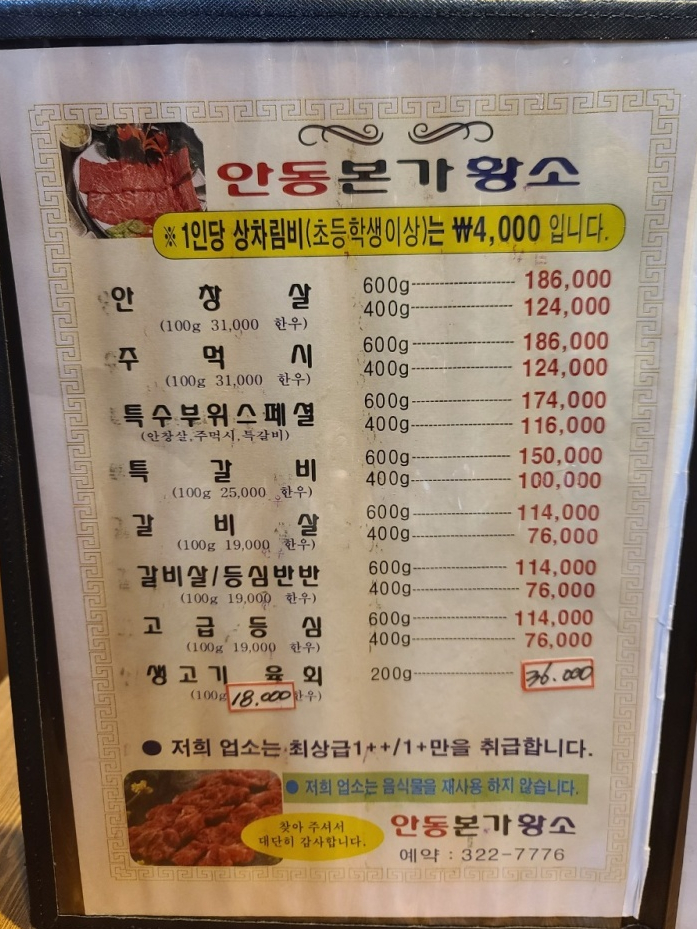 안동본가황소
※ 1인당 상차림비(초등학생이상)는 ₩4,000 입니다.
안창살 600g 186,000
400g 124,000
(100g 31,000 한우)
주먹시 600g 186,000
400g 124,000
(100g 31,000 한우)
특수부위스페셜 600g 174,000
400g 116,000
(안창살,주먹시,특갈비)
특갈비 600g 150,000
400g 100,000
(100g 25,000 한우)
갈비살 600g 114,000
400g 76,000
(100g 19,000 한우)
갈비살/등심반반 600g 114,000
400g 76,000
(100g 19,000 한우)
고급등심 600g 114,000
400g 76,000
(100g 19,000 한우)
생고기 육회 200g 36.000
(100g 18.000 한우)
● 저희 업소는 최상급1++/1+만을 취급합니다.
● 저희 업소는 음식물을 재사용 하지 않습니다.
찾아 주셔서
대단히 감사합니다.
안동본가황소
예약 : 322-7776